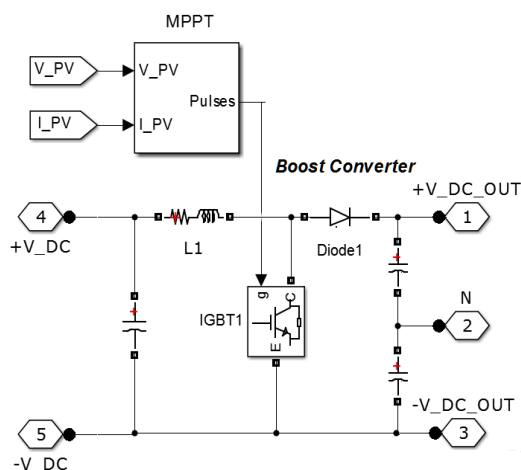 MPPT
V_PV
V_PV
Pulses
I_PV
I_PV
Boost Converter
+V_DC_OUT
4
1
+V_DC
L1
Diode1
g
C
N
IGBT1
2
E
-V_DC_OUT
5
3
-V_DC